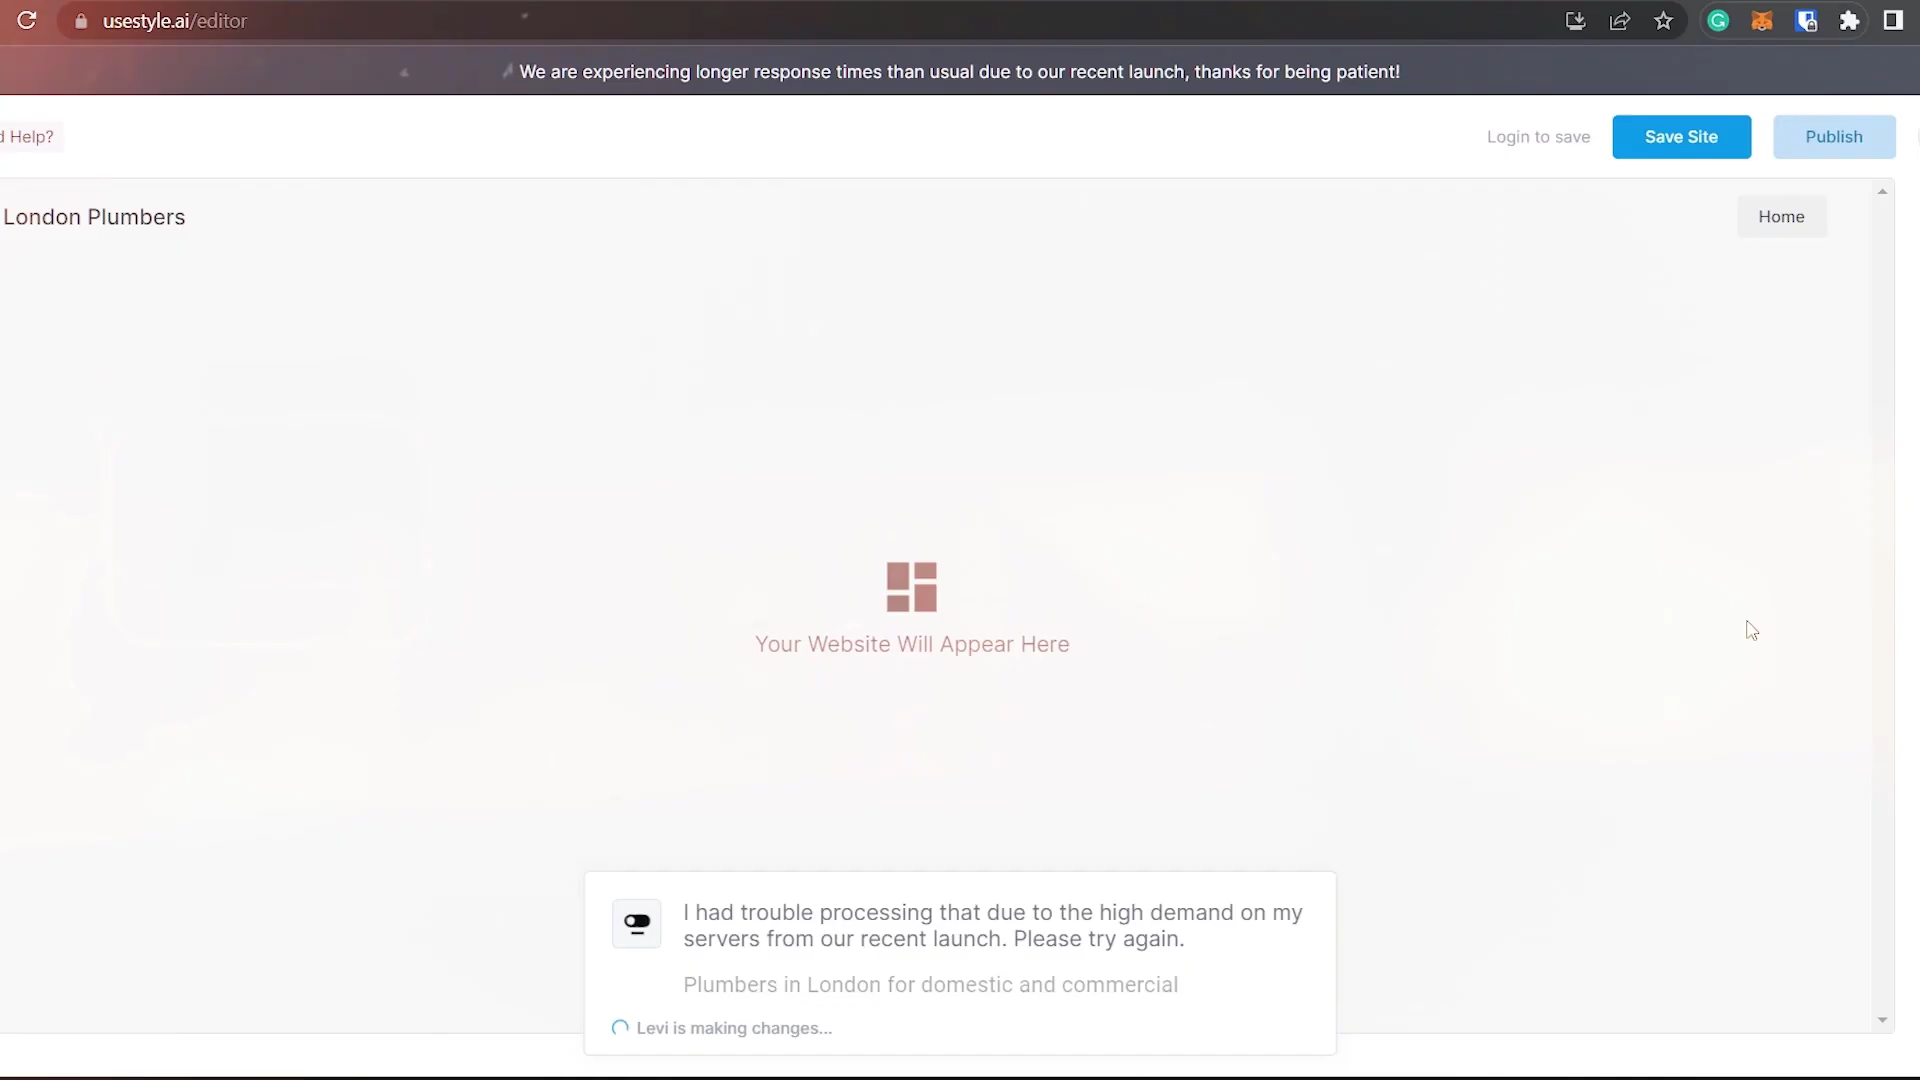 usestyle.ai/editor
We are experiencing longer response times than usual due to our recent launch, thanks for being patient!
d Help?
Login to save
Save Site
Publish
London Plumbers
Home
Your Website Will Appear Here
I had trouble processing that due to the high demand on my
servers from our recent launch. Please try again.
Plumbers in London for domestic and commercial
Levi is making changes...